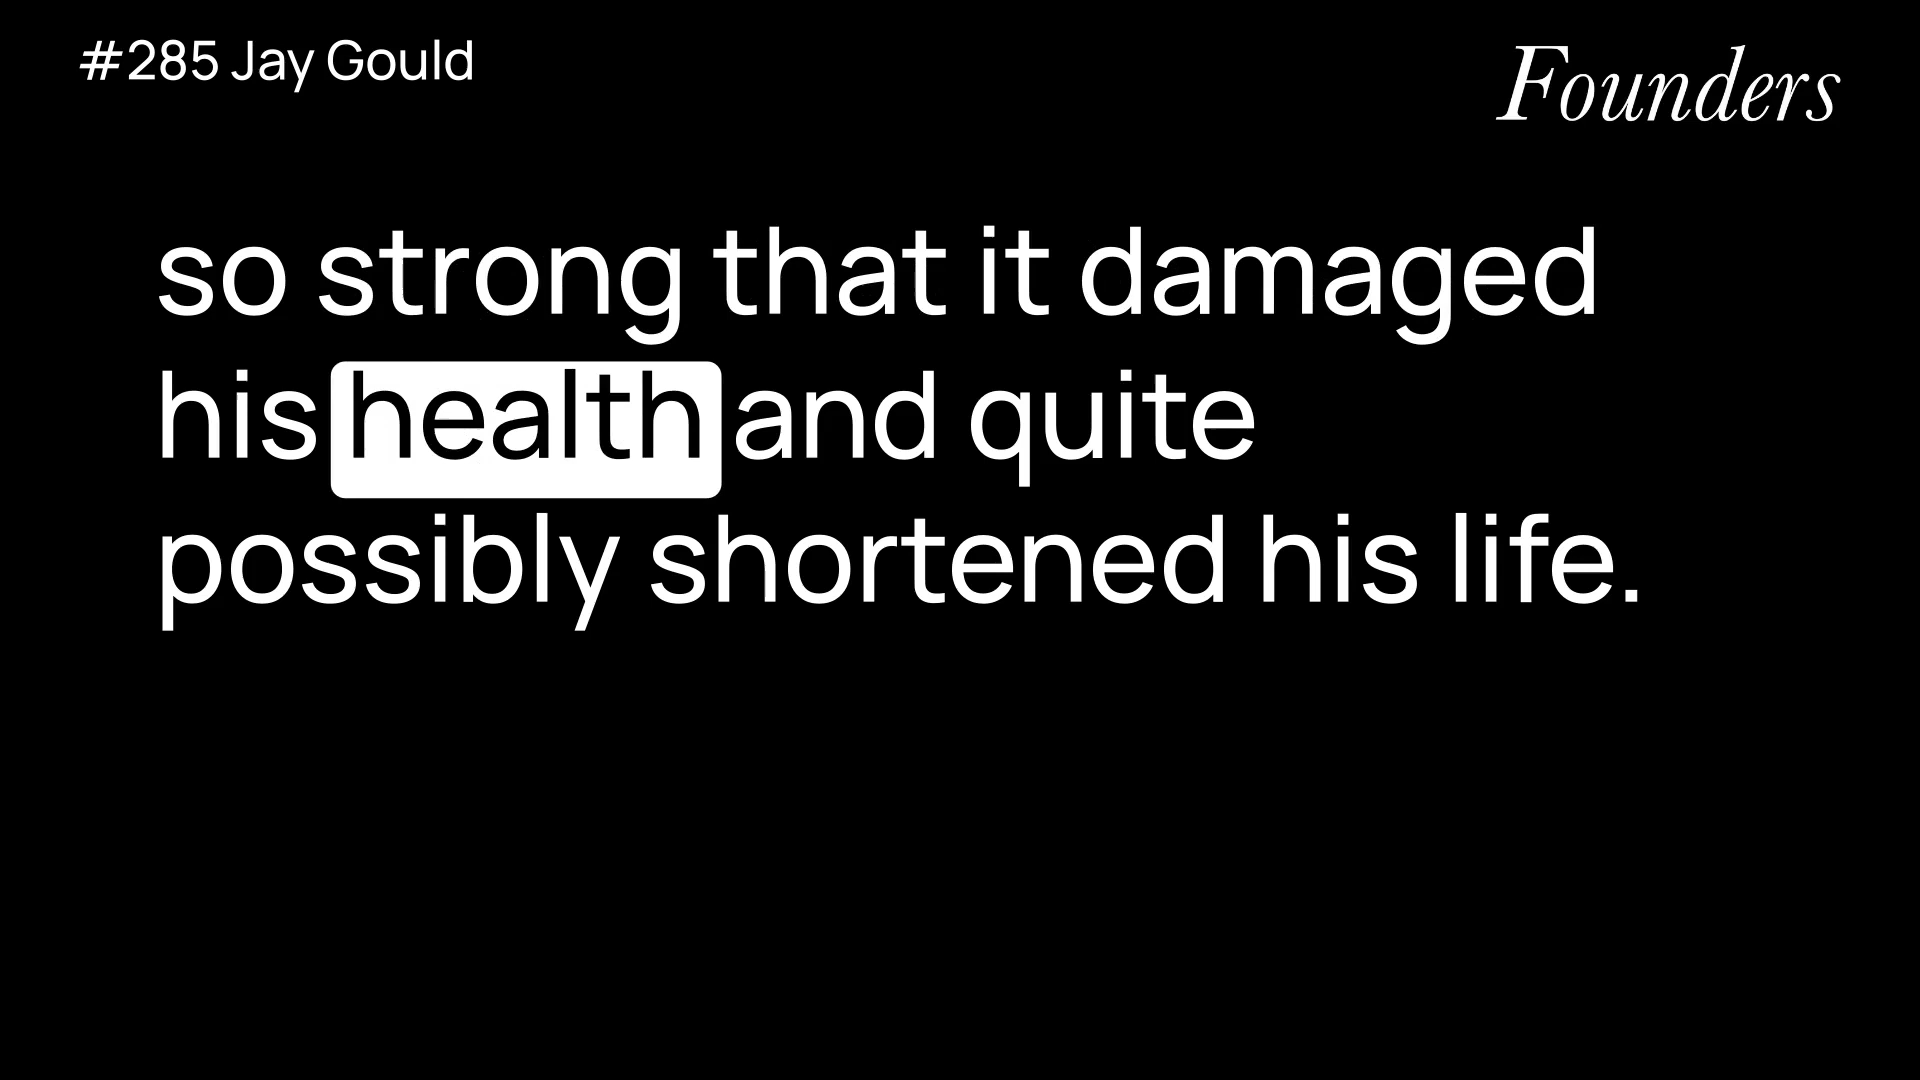 #285 Jay Gould
Founders
so strong that it damaged
his health and quite
possibly shortened his life.